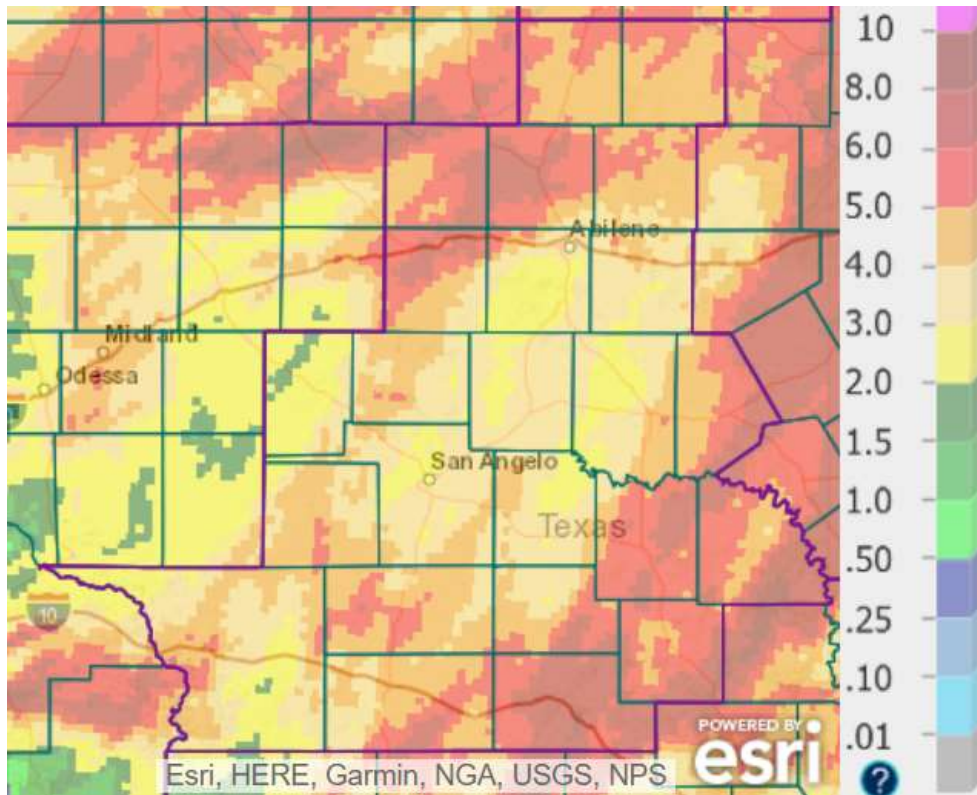 10
8.0
6.0
5.0
Abilene
4.0
3.0
Midland
Odessa
2.0
1.5
San Angelo
Texas
1.0
.50
10
.25
.10
POWERED BY
esri
.01
Esri, HERE, Garmin, NGA, USGS, NPS
?